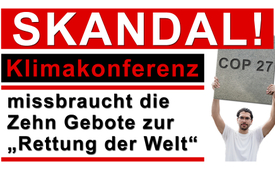 SKANDAL!
Klimakonferenz
missbraucht die
Zehn Gebote zur
„Rettung der Welt“
COP 27